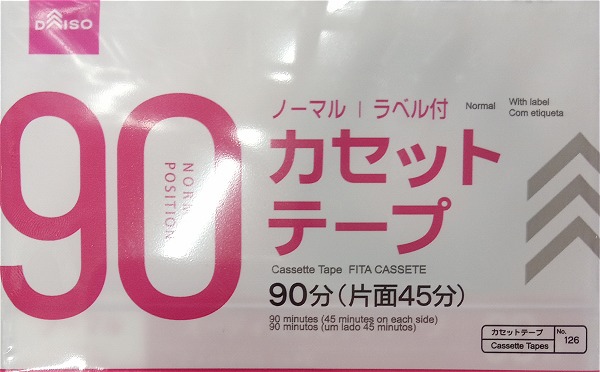 DAISO
90
NORMAL POSITION
ノーマル | ラベル付
Normal
With label
Com etiqueta
カセット
テープ
Cassette Tape FITA CASSETE
90分(片面45分)
90 minutes (45 minutes on each side)
90 minutos (um lado 45 minutos)
カセットテープ
Cassette Tapes
No.
126